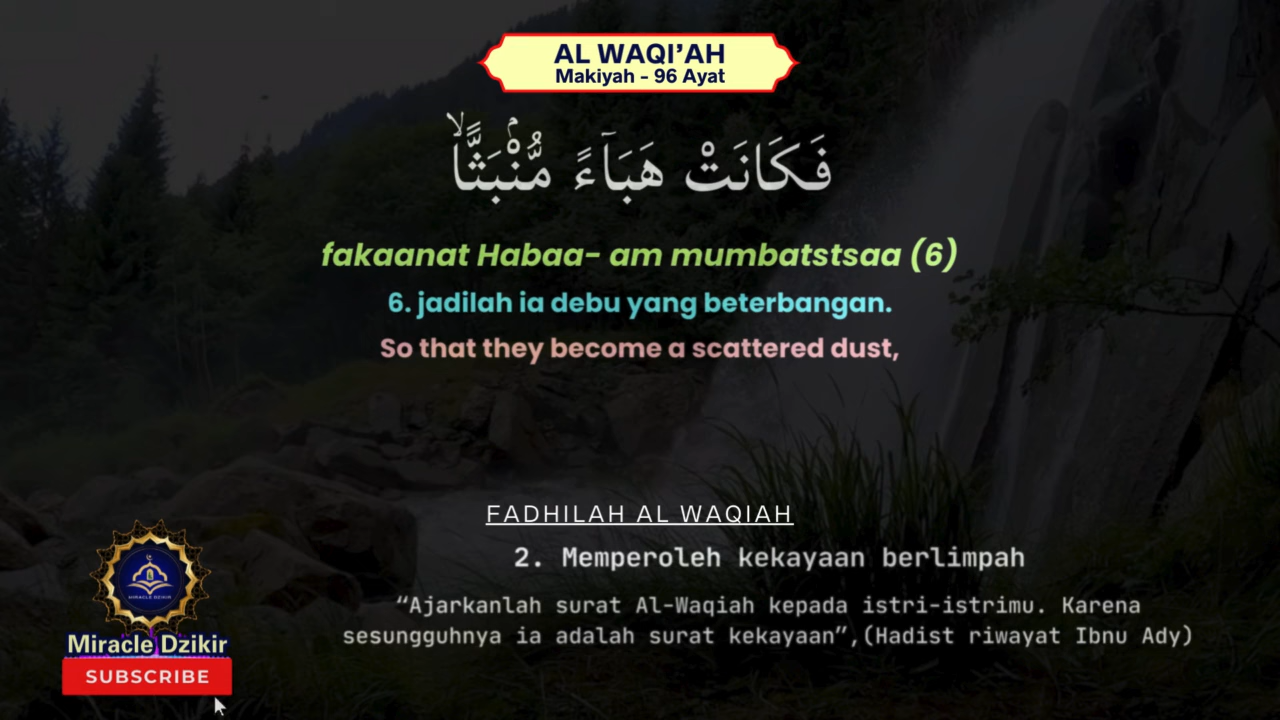 AL WAQI’AH
Makiyah - 96 Ayat
فَكَانَتْ هَبَاۤءً مُّنْۢبَثًّاۙ
fakaanat Habaa- am mumbatstsaa (6)
6. jadilah ia debu yang beterbangan.
So that they become a scattered dust,
FADHILAH AL WAQIAH
2. Memperoleh kekayaan berlimpah
“Ajarkanlah surat Al-Waqiah kepada istri-istrimu. Karena
sesungguhnya ia adalah surat kekayaan”,(Hadist riwayat Ibnu Ady)
MIRACLE DZIKIR
Miracle Dzikir
SUBSCRIBE